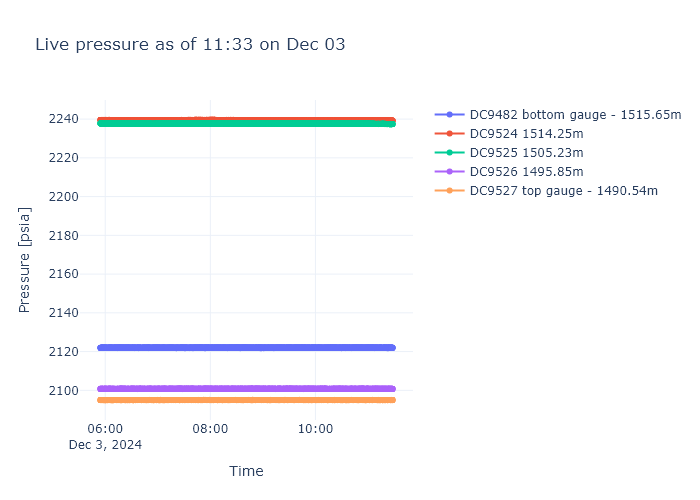 Live pressure as of 11:33 on Dec 03
DC9482 bottom gauge - 1515.65m
DC9524 1514.25m
DC9525 1505.23m
DC9526 1495.85m
DC9527 top gauge - 1490.54m
Pressure [psia]
2240
2220
2200
2180
2160
2140
2120
2100
06:00
08:00
10:00
Dec 3, 2024
Time